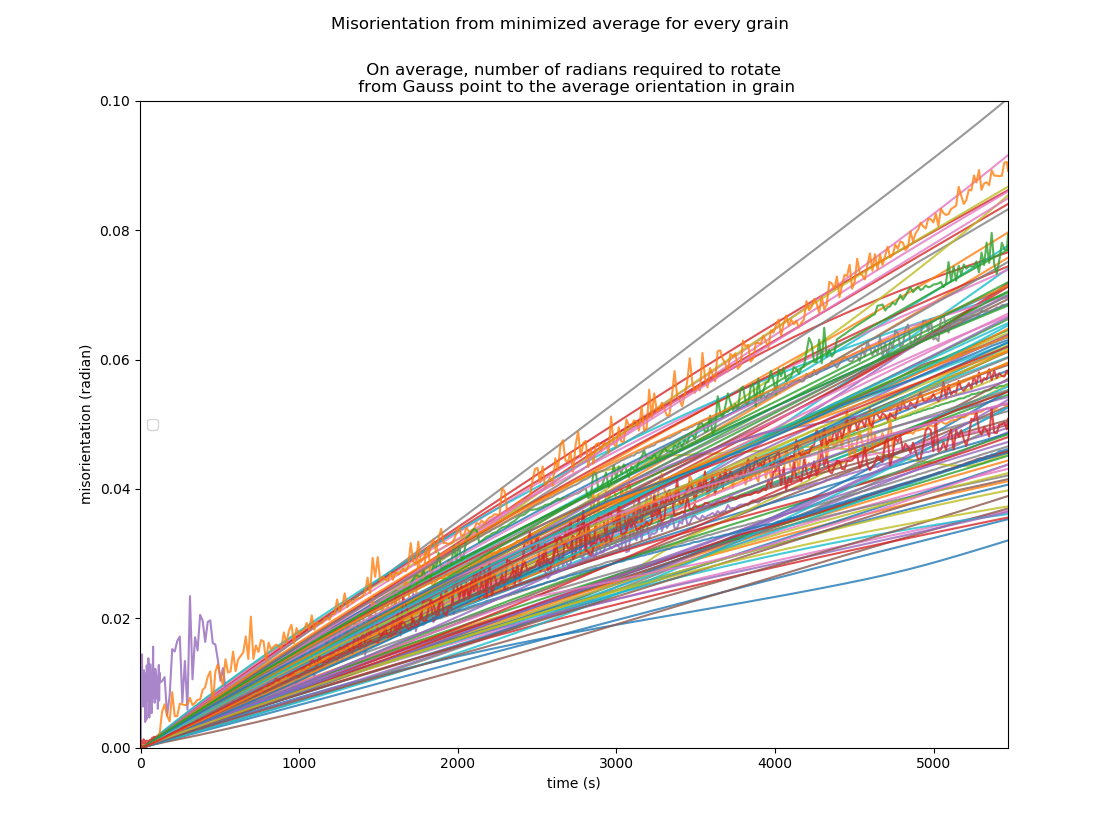 Misorientation from minimized average for every grain
On average, number of radians required to rotate
from Gauss point to the average orientation in grain
0.10
0.08
0.06
0.04
0.02
0.00
misorientation (radian)
0 1000 2000 3000 4000 5000
time (s)